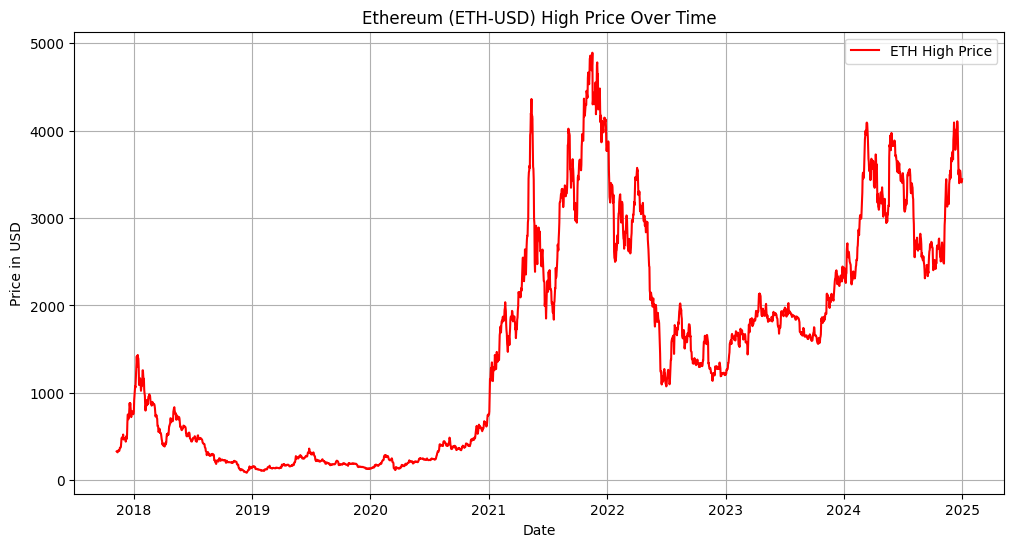 Ethereum (ETH-USD) High Price Over Time
ETH High Price
Price in USD
5000
4000
3000
2000
1000
0
2018 2019 2020 2021 2022 2023 2024 2025
Date